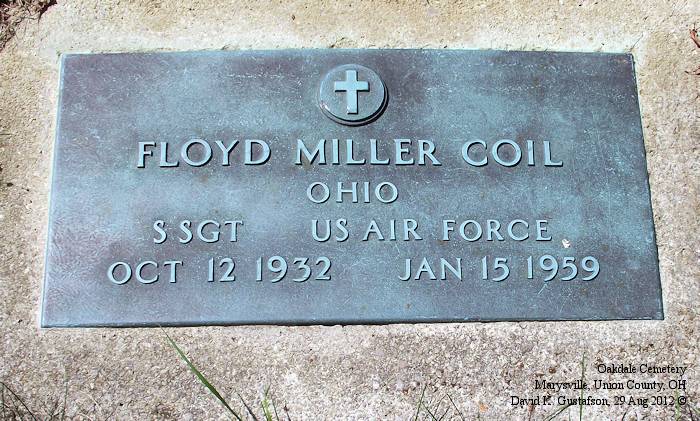 FLOYD MILLER COIL
OHIO
S SGT US AIR FORCE
OCT 12 1932 JAN 15 1959
Oakdale Cemetery
Marysville, Union County, OH
David K. Gustafson, 29 Aug 2012 ©